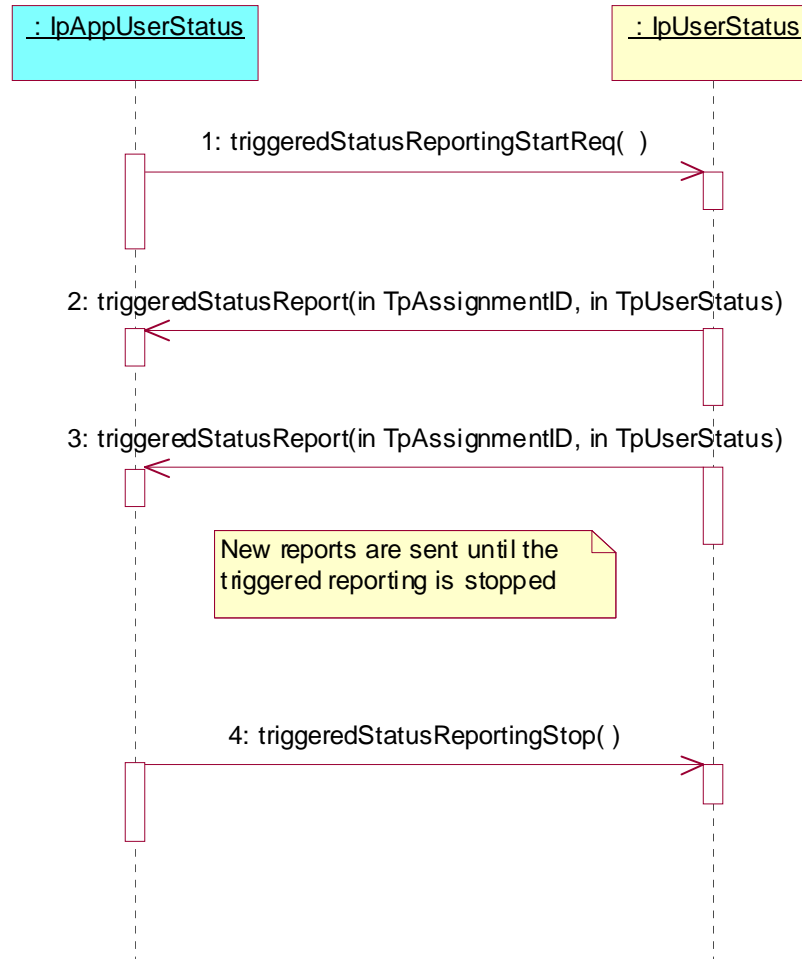 : IpAppUserStatus
: IpUserStatus
1: triggeredStatusReportingStartReq( )
2: triggeredStatusReport(in TpAssignmentID, in TpUserStatus)
3: triggeredStatusReport(in TpAssignmentID, in TpUserStatus)
New reports are sent until the
triggered reporting is stopped
4: triggeredStatusReportingStop( )